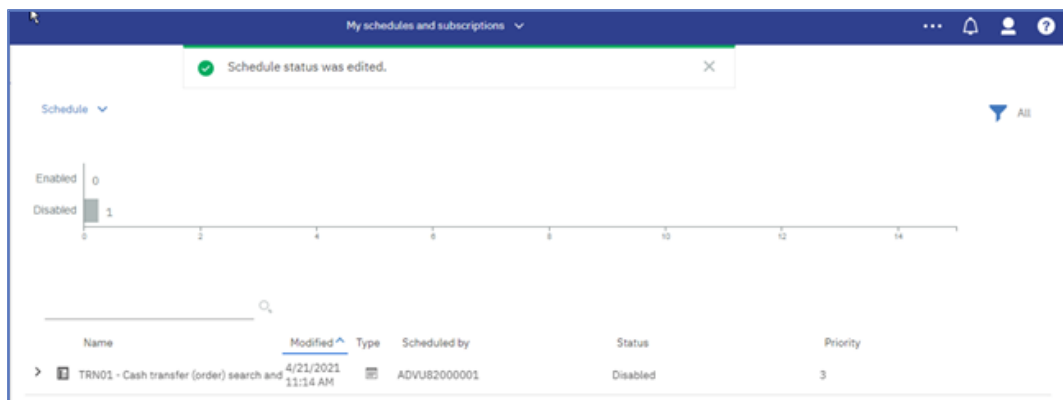 My schedules and subscriptions
Schedule status was edited.
Schedule
All
Enabled 0
Disabled 1
0 2 4 6 8 10 12 14
Name Modified Type Scheduled by Status Priority
TRN01 - Cash transfer (order) search and 4/21/2021 11:14 AM ADVU82000001 Disabled 3